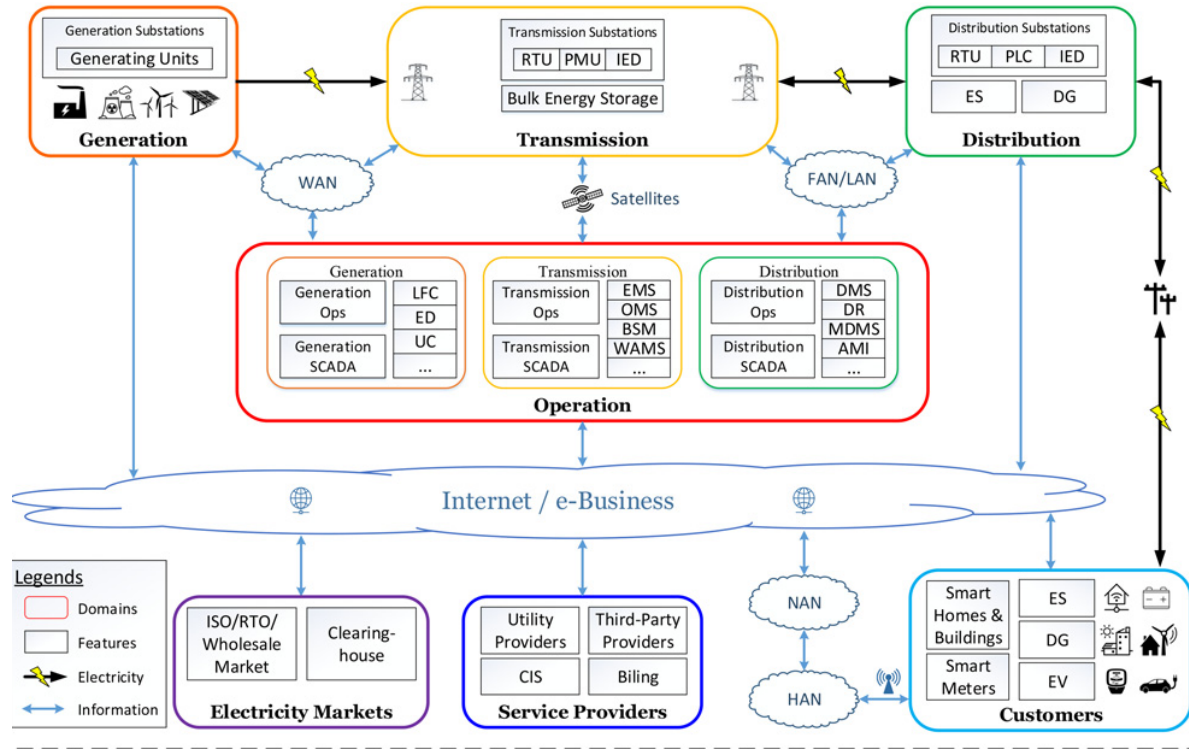 Generation Substations
Generating Units
Generation
Transmission Substations
RTU PMU IED
Bulk Energy Storage
Transmission
Distribution Substations
RTU PLC IED
ES DG
Distribution
WAN
Satellites
FAN/LAN
Generation
Generation
Ops
Generation
SCADA
LFC
ED
UC
...
Transmission
Transmission
Ops
Transmission
SCADA
EMS
OMS
BSM
WAMS
...
Distribution
Distribution
Ops
Distribution
SCADA
DMS
DR
MDMS
AMI
...
Operation
Internet / e-Business
Legends
Domains
Features
Electricity
Information
ISO/RTO/
Wholesale
Market
Clearing-
house
Electricity Markets
Utility
Providers
Third-Party
Providers
CIS
Biling
Service Providers
NAN
HAN
Smart
Homes &
Buildings
Smart
Meters
ES
DG
EV
Customers